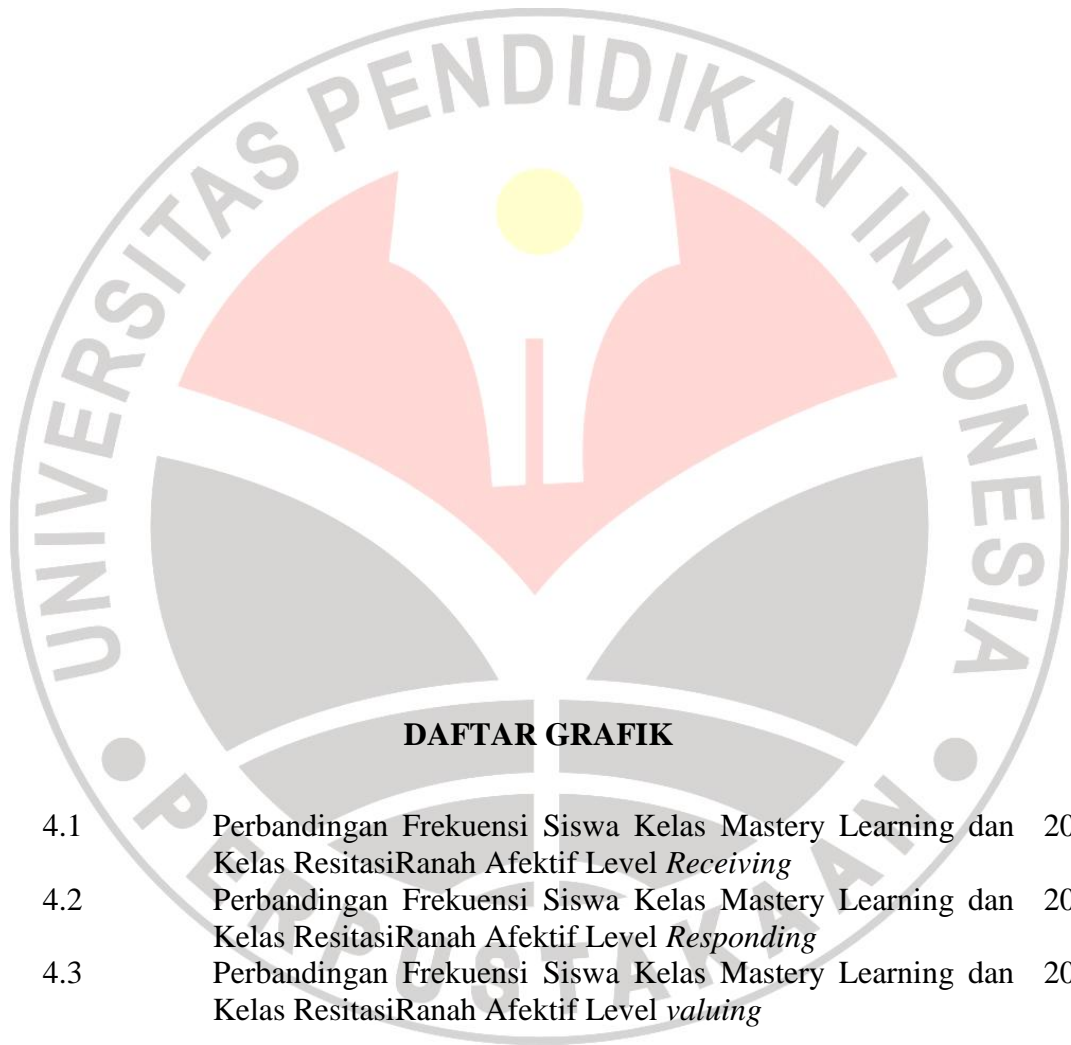 UNIVERSITAS PENDIDIKAN INDONESIA
PERPUSTAKAAN
DAFTAR GRAFIK
4.1 Perbandingan Frekuensi Siswa Kelas Mastery Learning dan 20
Kelas ResitasiRanah Afektif Level Receiving
4.2 Perbandingan Frekuensi Siswa Kelas Mastery Learning dan 20
Kelas ResitasiRanah Afektif Level Responding
4.3 Perbandingan Frekuensi Siswa Kelas Mastery Learning dan 20
Kelas ResitasiRanah Afektif Level valuing